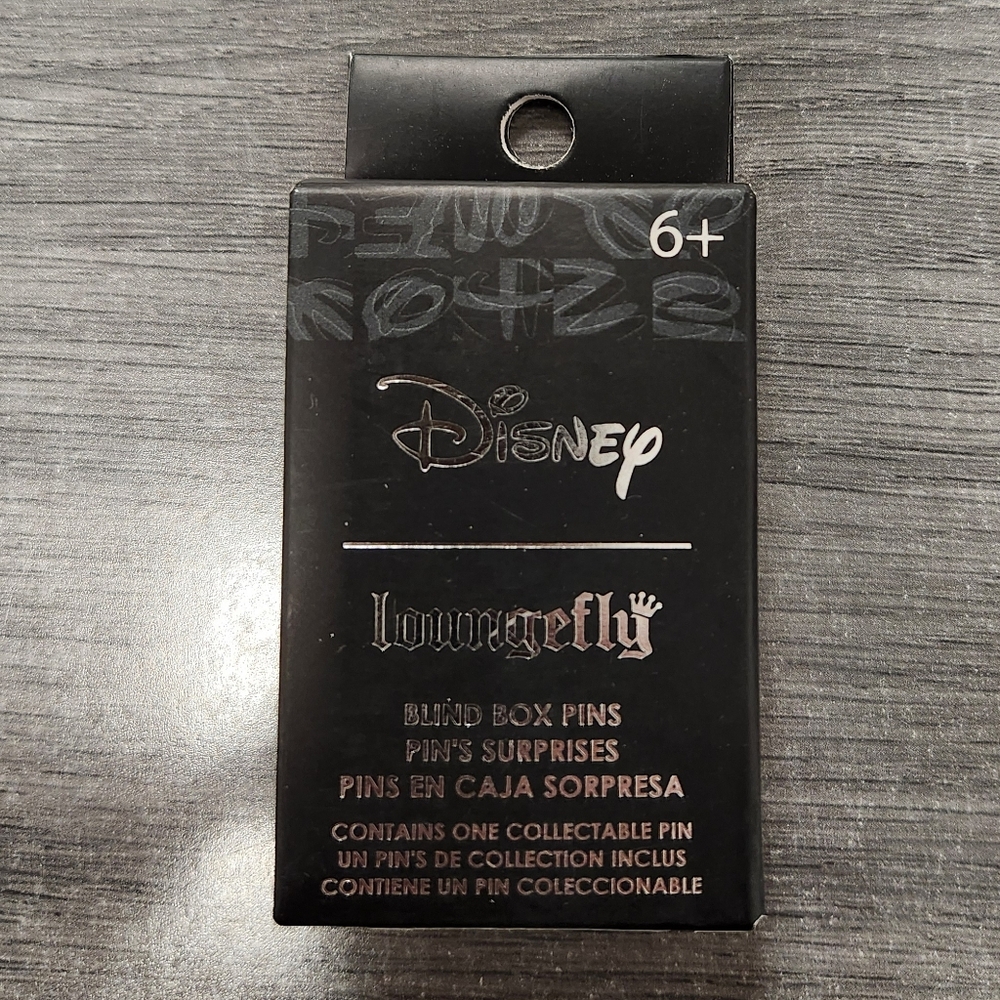 6+
Disney
loungefly
BLIND BOX PINS
PIN'S SURPRISES
PINS EN CAJA SORPRESA
CONTAINS ONE COLLECTABLE PIN
UN PIN'S DE COLLECTION INCLUS
CONTIENE UN PIN COLECCIONABLE